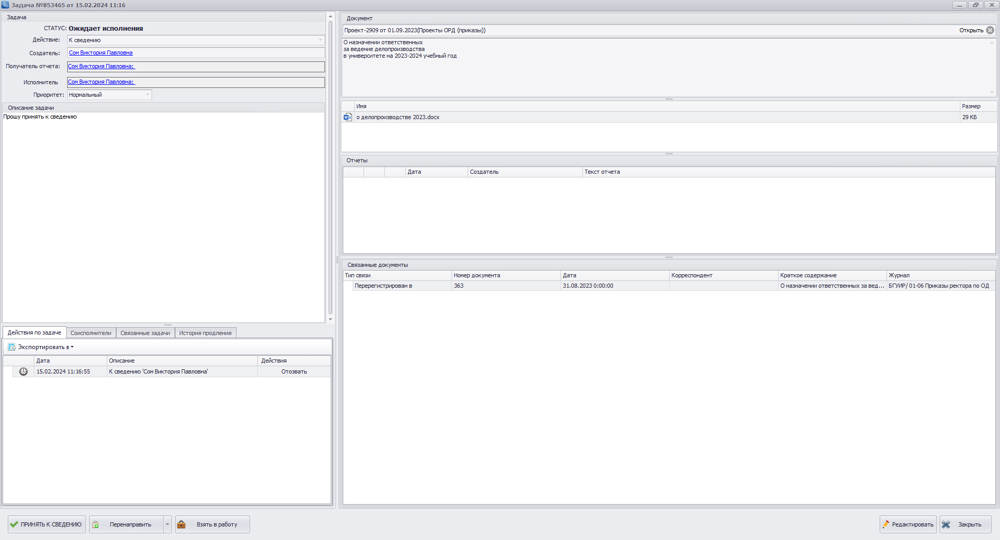 Задача №853465 от 15.02.2024 11:16
Задача
СТАТУС: Ожидает исполнения
Действие: К сведению
Создатель: Сом Виктория Павловна
Получатель отчета: Сом Виктория Павловна;
Исполнитель Сом Виктория Павловна;
Приоритет: Нормальный
Описание задачи
Прошу принять к сведению
Действия по задаче Соисполнители Связанные задачи История продления
Экспортировать в
Дата Описание Действия
15.02.2024 11:16:55 К сведению 'Сом Виктория Павловна' Отозвать
Документ
Проект-2909 от 01.09.2023(Проекты ОРД (приказы)) Открыть
О назначении ответственных
за ведение делопроизводства
в университете на 2023-2024 учебный год
Имя Размер
о делопроизводстве 2023.docx 29 КБ
Отчеты
Дата Создатель Текст отчета
Связанные документы
Тип связи Номер документа Дата Корреспондент Краткое содержание Журнал
Перерегистрирован в 363 31.08.2023 0:00:00 О назначении ответственных за вед... БГУИР/ 01-06 Приказы ректора по ОД
ПРИНЯТЬ К СВЕДЕНИЮ Перенаправить Взять в работу Редактировать Закрыть